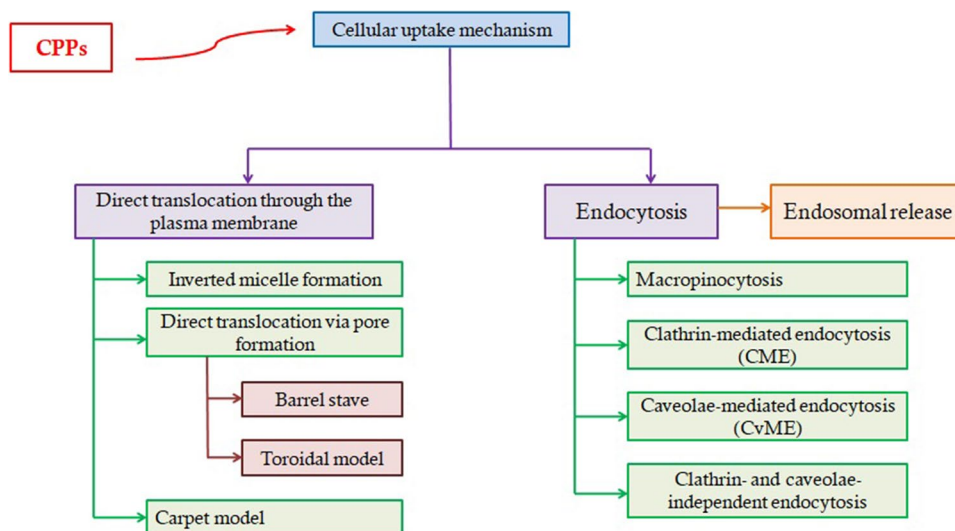 CPPs
Cellular uptake mechanism
Direct translocation through the
plasma membrane
Inverted micelle formation
Direct translocation via pore
formation
Barrel stave
Toroidal model
Carpet model
Endocytosis
Endosomal release
Macropinocytosis
Clathrin-mediated endocytosis
(CME)
Caveolae-mediated endocytosis
(CvME)
Clathrin- and caveolae-
independent endocytosis